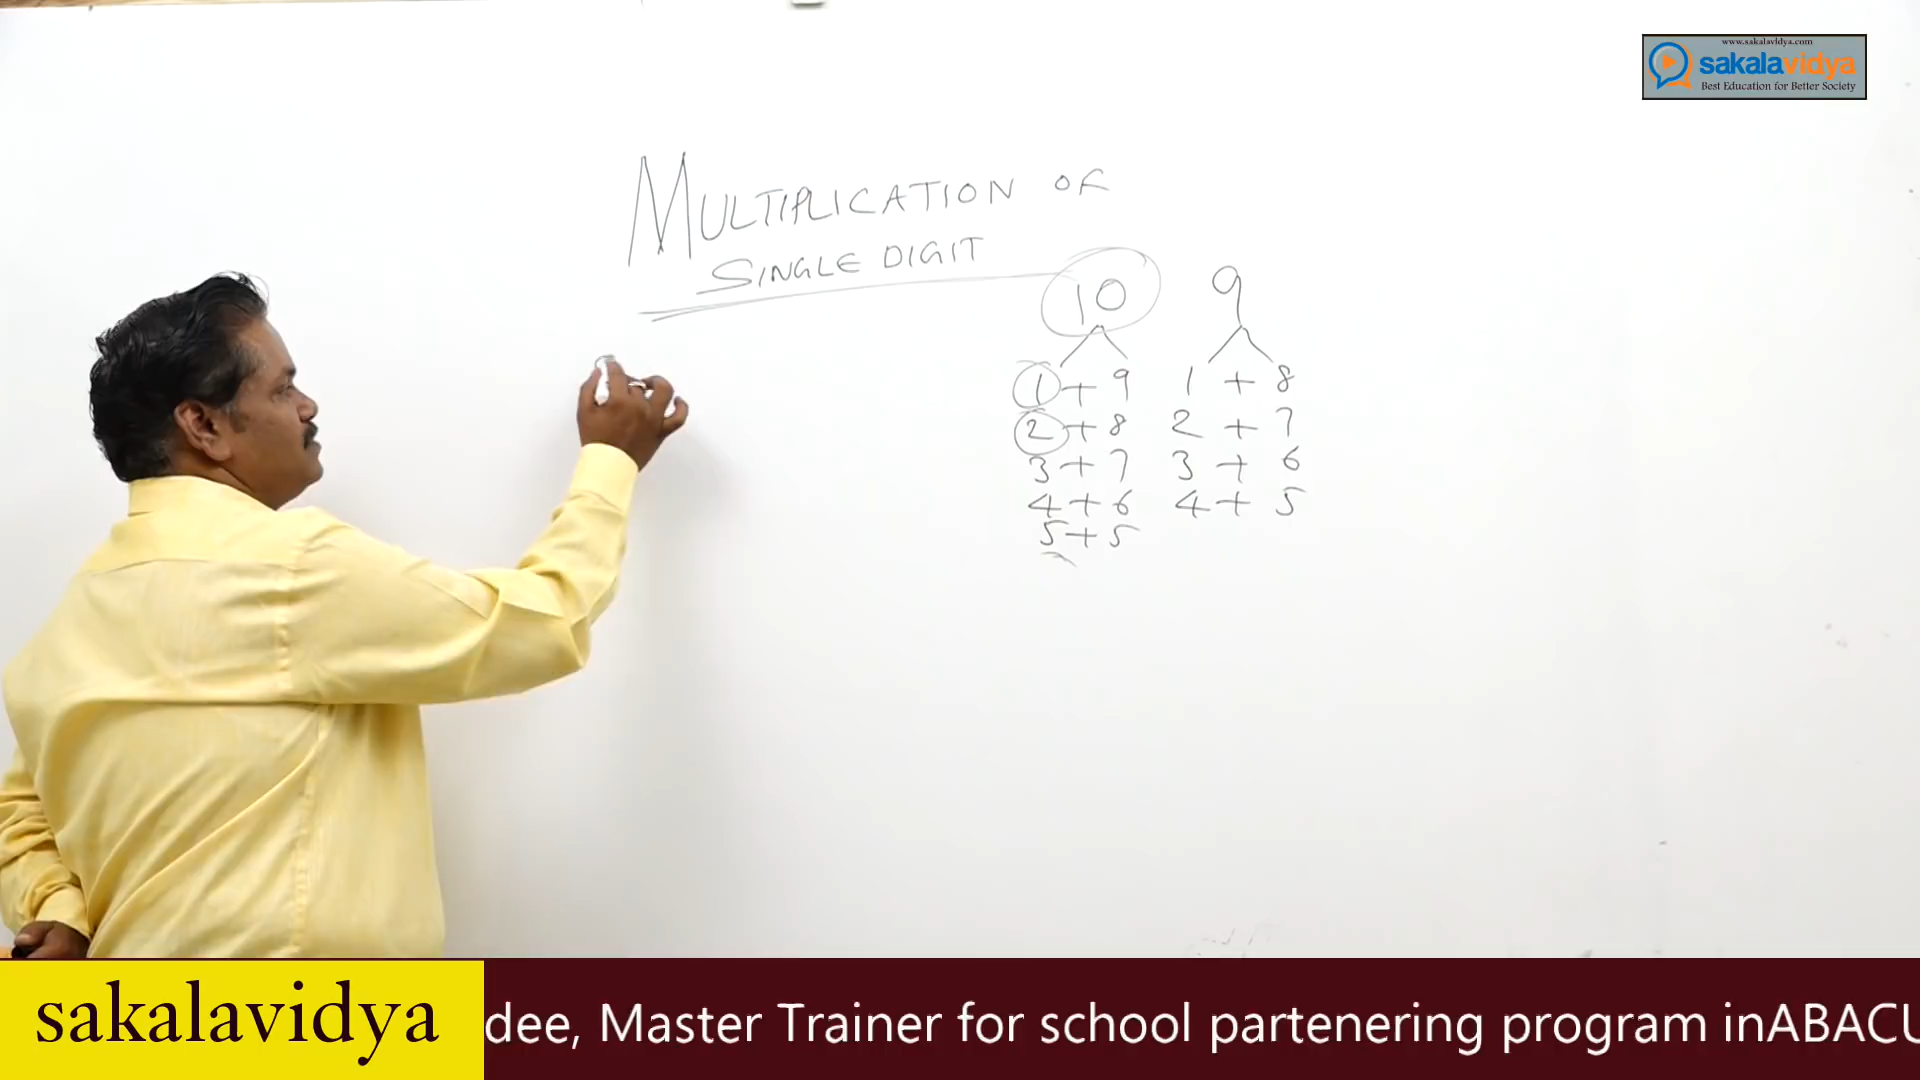 www.sakalavidya.com
sakalavidya
Best Education for Better Society
MULTIPLICATION OF
SINGLE DIGIT
10 9
1 + 9 1 + 8
2 + 8 2 + 7
3 + 7 3 + 6
4 + 6 4 + 5
5 + 5
sakalavidya
dee, Master Trainer for school partenering program inABACU